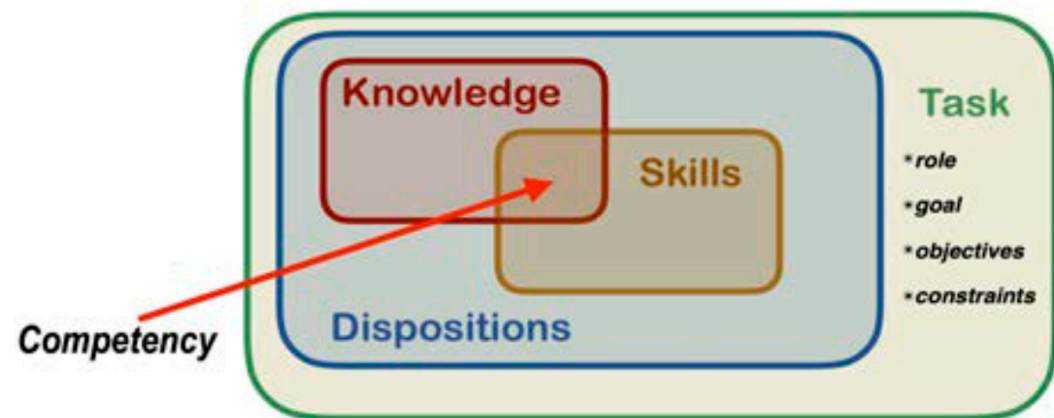 Knowledge
Skills
Dispositions
Competency
Task
*role
*goal
*objectives
*constraints